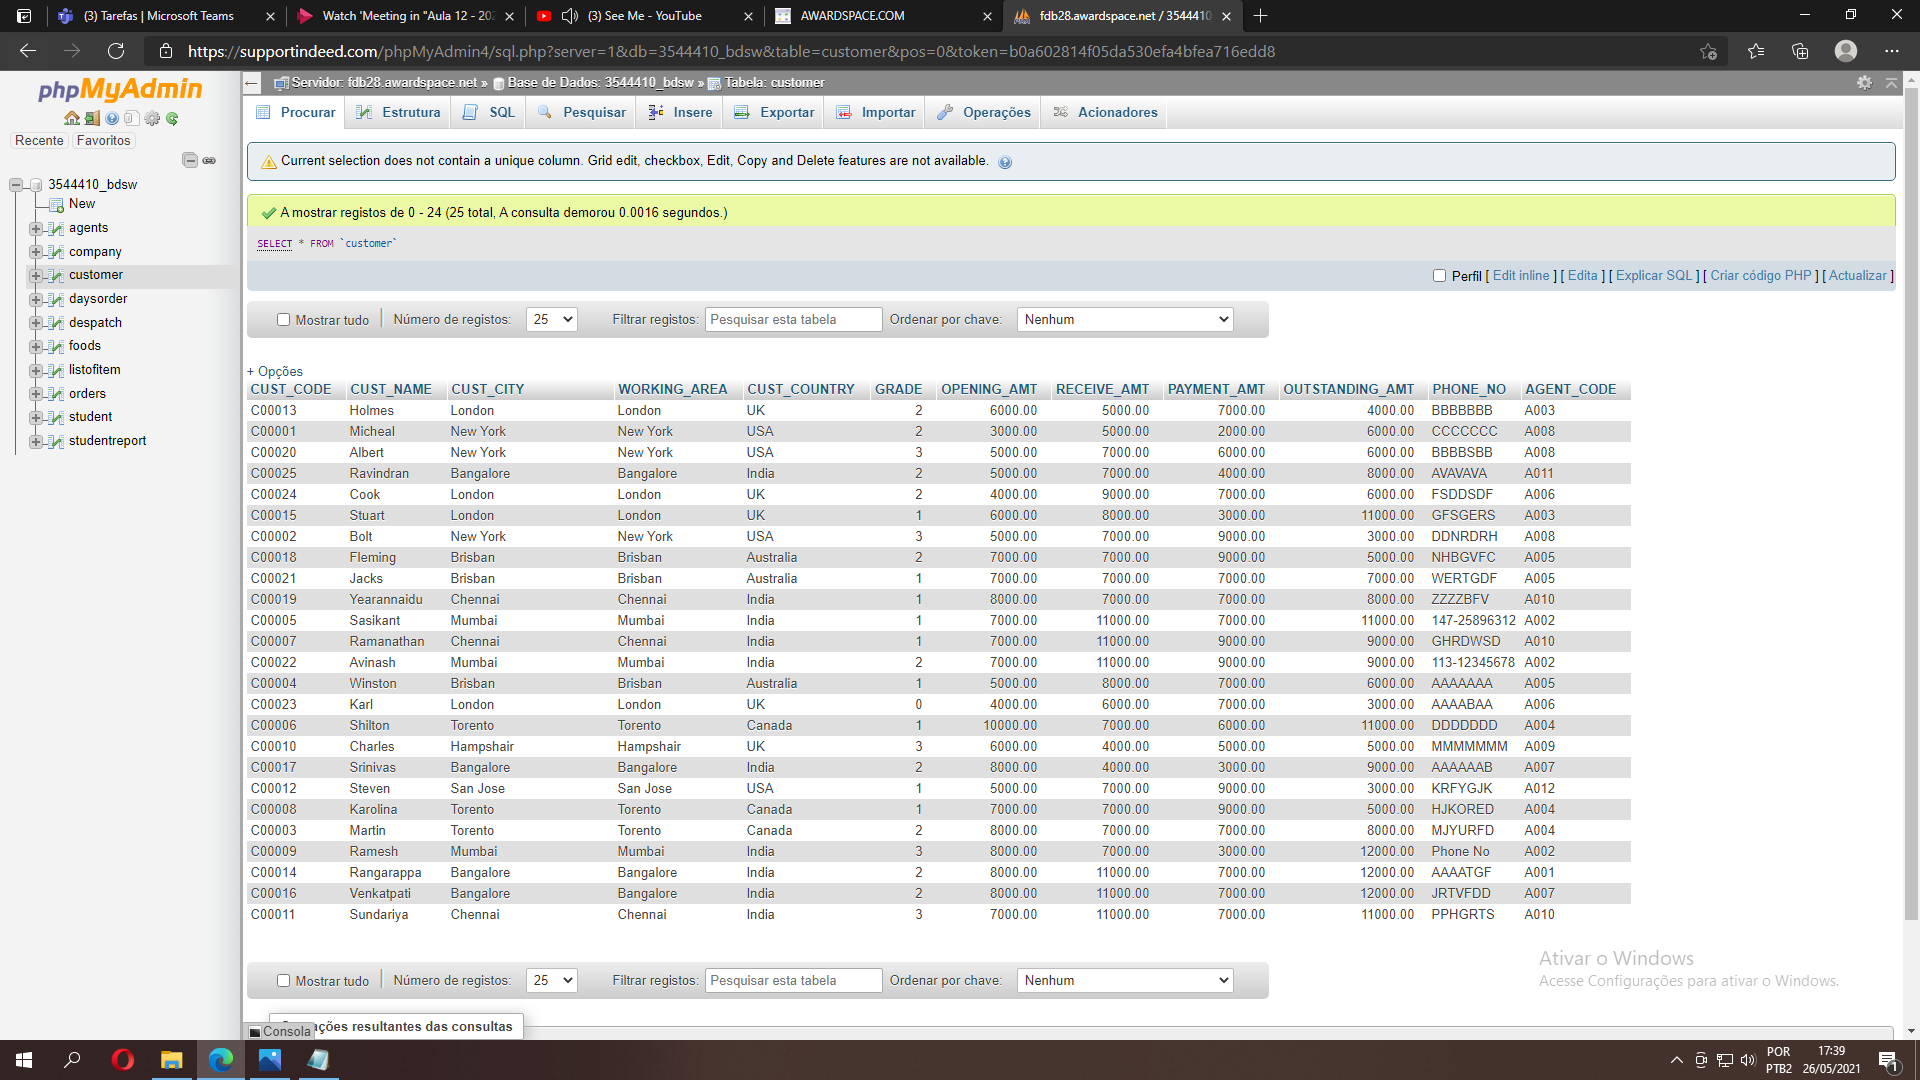 (3) Tarefas | Microsoft Teams
Watch 'Meeting in "Aula 12 - 202
(3) See Me - YouTube
AWARDSPACE.COM
fdb28.awardspace.net / 3544410
https://supportindeed.com/phpMyAdmin4/sql.php?server=1&db=3544410_bdsw&table=customer&pos=0&token=b0a602814f05da530efa4bfea716edd8
phpMyAdmin
Recente Favoritos
3544410_bdsw
New
agents
company
customer
daysorder
despatch
foods
listofitem
orders
student
studentreport
Servidor: fdb28.awardspace.net » Base de Dados: 3544410_bdsw » Tabela: customer
Procurar Estrutura SQL Pesquisar Insere Exportar Importar Operações Acionadores
Current selection does not contain a unique column. Grid edit, checkbox, Edit, Copy and Delete features are not available.
A mostrar registos de 0 - 24 (25 total, A consulta demorou 0.0016 segundos.)
SELECT * FROM `customer`
Perfil [ Edit inline ] [ Edita ] [ Explicar SQL ] [ Criar código PHP ] [ Actualizar ]
Mostrar tudo Número de registos: 25 Filtrar registos: Pesquisar esta tabela Ordenar por chave: Nenhum
+ Opções
CUST_CODE CUST_NAME CUST_CITY WORKING_AREA CUST_COUNTRY GRADE OPENING_AMT RECEIVE_AMT PAYMENT_AMT OUTSTANDING_AMT PHONE_NO AGENT_CODE
C00013 Holmes London London UK 2 6000.00 5000.00 7000.00 4000.00 BBBBBBB A003
C00001 Micheal New York New York USA 2 3000.00 5000.00 2000.00 6000.00 CCCCCCC A008
C00020 Albert New York New York USA 3 5000.00 7000.00 6000.00 6000.00 BBBBSBB A008
C00025 Ravindran Bangalore Bangalore India 2 5000.00 7000.00 4000.00 8000.00 AVAVAVA A011
C00024 Cook London London UK 2 4000.00 9000.00 7000.00 6000.00 FSDDSDF A006
C00015 Stuart London London UK 1 6000.00 8000.00 3000.00 11000.00 GFSGERS A003
C00002 Bolt New York New York USA 3 5000.00 7000.00 9000.00 3000.00 DDNRDRH A008
C00018 Fleming Brisban Brisban Australia 2 7000.00 7000.00 9000.00 5000.00 NHBGVFC A005
C00021 Jacks Brisban Brisban Australia 1 7000.00 7000.00 7000.00 7000.00 WERTGDF A005
C00019 Yearannaidu Chennai Chennai India 1 8000.00 7000.00 7000.00 8000.00 ZZZZBFV A010
C00005 Sasikant Mumbai Mumbai India 1 7000.00 11000.00 7000.00 11000.00 147-25896312 A002
C00007 Ramanathan Chennai Chennai India 1 7000.00 11000.00 9000.00 9000.00 GHRDWSD A010
C00022 Avinash Mumbai Mumbai India 2 7000.00 11000.00 9000.00 9000.00 113-12345678 A002
C00004 Winston Brisban Brisban Australia 1 5000.00 8000.00 7000.00 6000.00 AAAAAAA A005
C00023 Karl London London UK 0 4000.00 6000.00 7000.00 3000.00 AAAABAA A006
C00006 Shilton Torento Torento Canada 1 10000.00 7000.00 6000.00 11000.00 DDDDDDD A004
C00010 Charles Hampshair Hampshair UK 3 6000.00 4000.00 5000.00 5000.00 MMMMMMM A009
C00017 Srinivas Bangalore Bangalore India 2 8000.00 4000.00 3000.00 9000.00 AAAAAAB A007
C00012 Steven San Jose San Jose USA 1 5000.00 7000.00 9000.00 3000.00 KRFYGJK A012
C00008 Karolina Torento Torento Canada 1 7000.00 7000.00 9000.00 5000.00 HJKORED A004
C00003 Martin Torento Torento Canada 2 8000.00 7000.00 7000.00 8000.00 MJYURFD A004
C00009 Ramesh Mumbai Mumbai India 3 8000.00 7000.00 3000.00 12000.00 Phone No A002
C00014 Rangarappa Bangalore Bangalore India 2 8000.00 11000.00 7000.00 12000.00 AAAATGF A001
C00016 Venkatpati Bangalore Bangalore India 2 8000.00 11000.00 7000.00 12000.00 JRTVFDD A007
C00011 Sundariya Chennai Chennai India 3 7000.00 11000.00 7000.00 11000.00 PPHGRTS A010
Mostrar tudo Número de registos: 25 Filtrar registos: Pesquisar esta tabela Ordenar por chave: Nenhum
Ativar o Windows
Acesse Configurações para ativar o Windows.
ações resultantes das consultas
Consola
POR
PTB2
17:39
26/05/2021
1